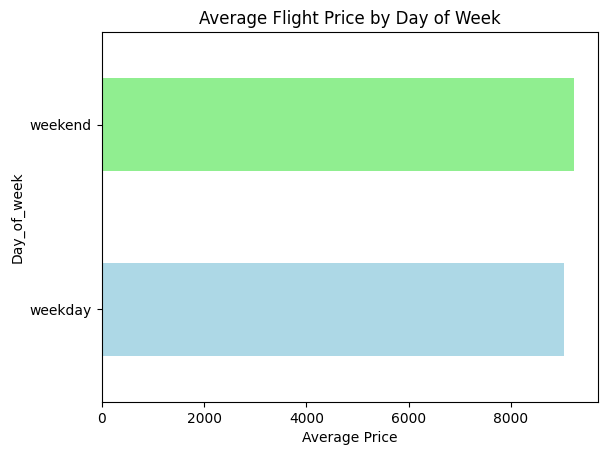 Average Flight Price by Day of Week
Day_of_week
weekend
weekday
0 2000 4000 6000 8000
Average Price